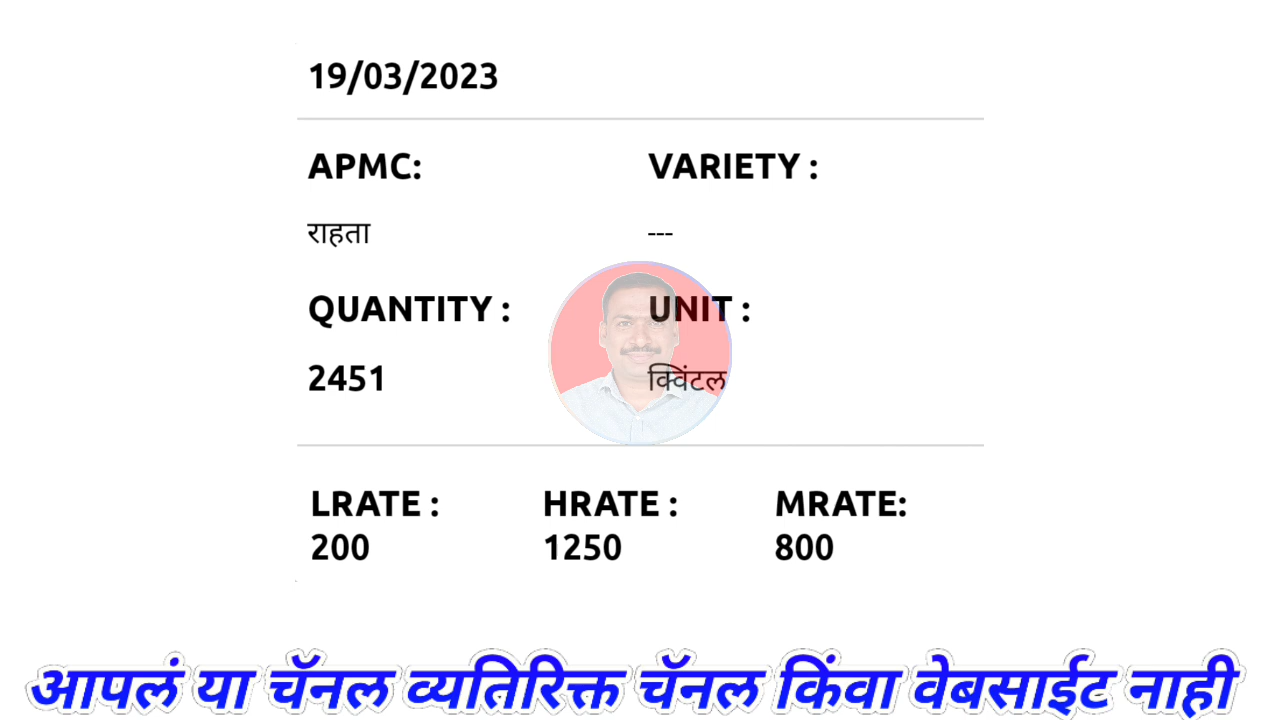 19/03/2023
APMC: VARIETY :
राहता ---
QUANTITY : UNIT :
2451 क्विंटल
LRATE : HRATE : MRATE:
200 1250 800
आपलं या चॅनल व्यतिरिक्त चॅनल किंवा वेबसाईट नाही